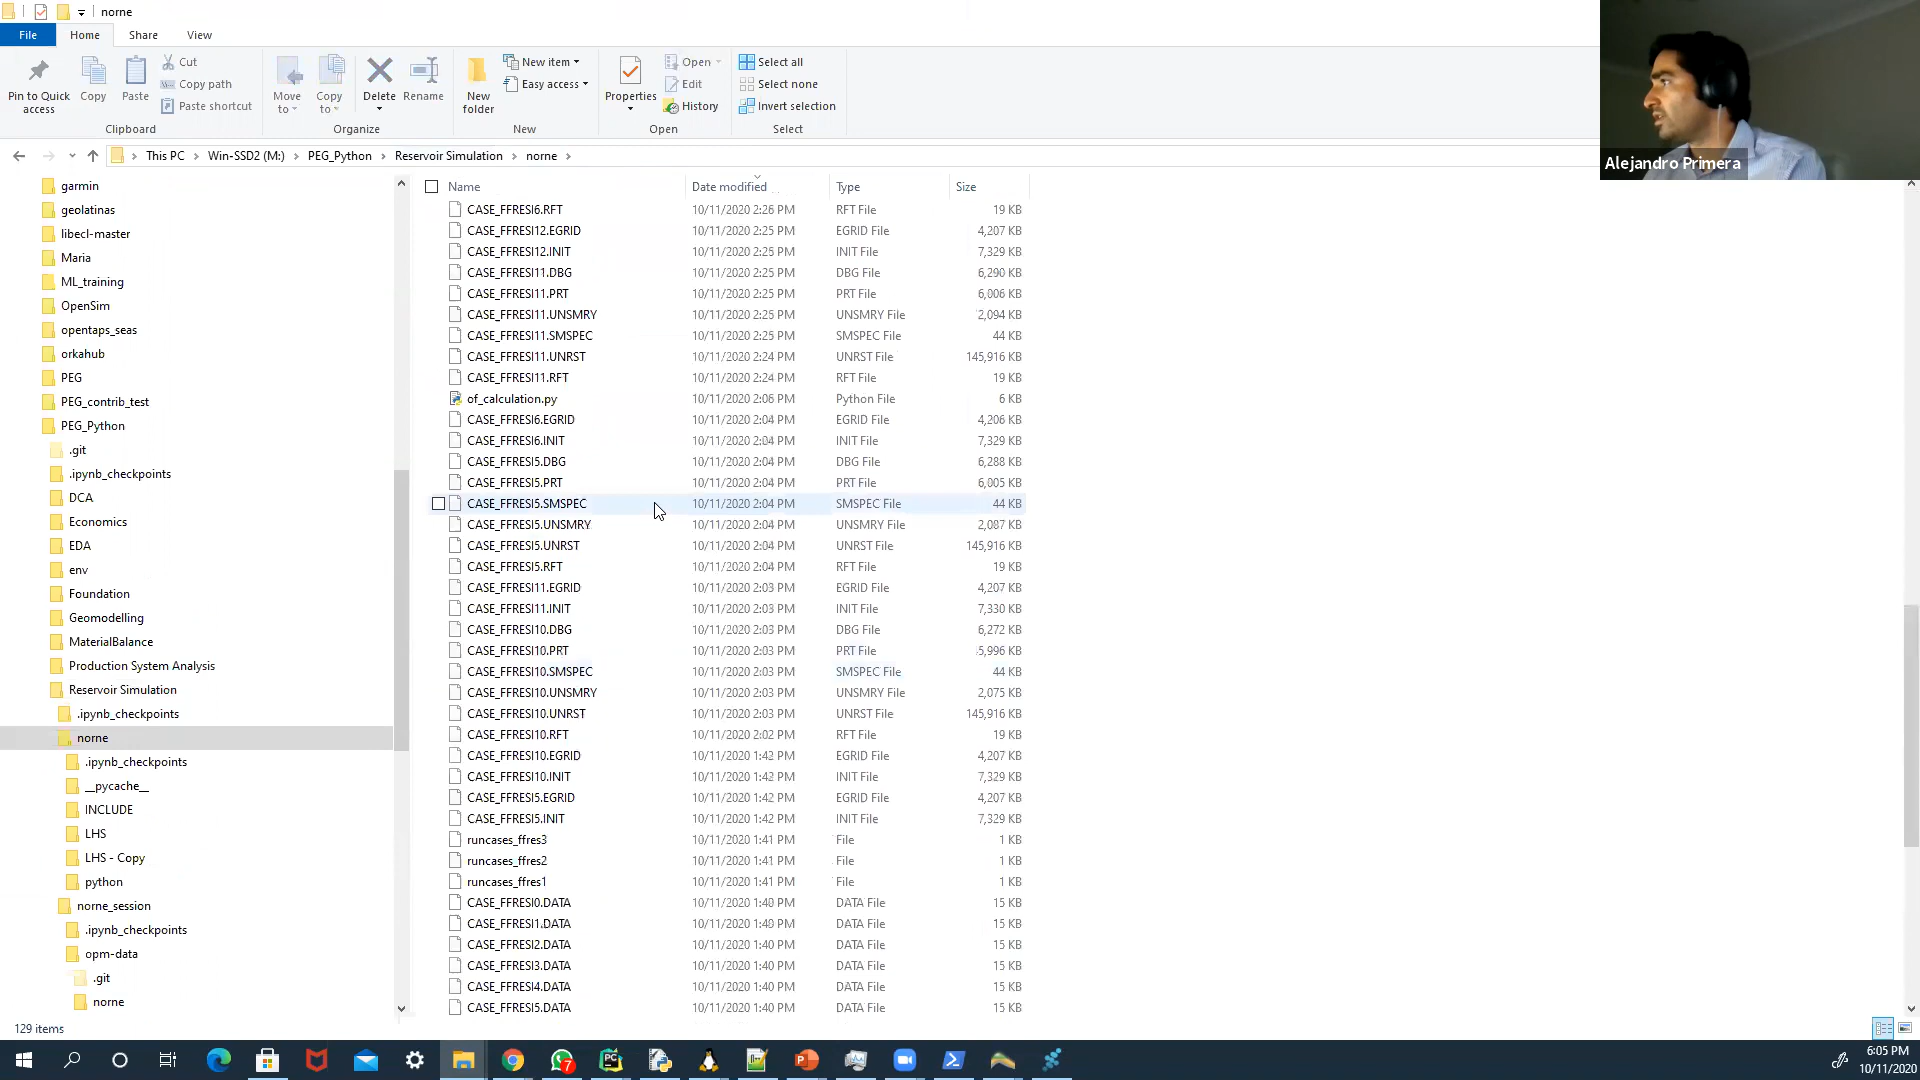 norne
File Home Share View
Pin to Quick access
Copy
Paste
Cut
Copy path
Paste shortcut
Clipboard
Move to
Copy to
Delete
Rename
Organize
New folder
New item
Easy access
New
Properties
Open
Edit
History
Open
Select all
Select none
Invert selection
Select
Alejandro Primera
This PC > Win-SSD2 (M:) > PEG_Python > Reservoir Simulation > norne >
garmin
geolatinas
libecl-master
Maria
ML_training
OpenSim
opentaps_seas
orkahub
PEG
PEG_contrib_test
PEG_Python
.git
.ipynb_checkpoints
DCA
Economics
EDA
env
Foundation
Geomodelling
MaterialBalance
Production System Analysis
Reservoir Simulation
.ipynb_checkpoints
norne
.ipynb_checkpoints
__pycache__
INCLUDE
LHS
LHS - Copy
python
norne_session
.ipynb_checkpoints
opm-data
.git
norne
Name Date modified Type Size
CASE_FFRESI6.RFT 10/11/2020 2:26 PM RFT File 19 KB
CASE_FFRESI12.EGRID 10/11/2020 2:25 PM EGRID File 4,207 KB
CASE_FFRESI12.INIT 10/11/2020 2:25 PM INIT File 7,329 KB
CASE_FFRESI11.DBG 10/11/2020 2:25 PM DBG File 6,290 KB
CASE_FFRESI11.PRT 10/11/2020 2:25 PM PRT File 6,006 KB
CASE_FFRESI11.UNSMRY 10/11/2020 2:25 PM UNSMRY File 2,094 KB
CASE_FFRESI11.SMSPEC 10/11/2020 2:25 PM SMSPEC File 44 KB
CASE_FFRESI11.UNRST 10/11/2020 2:24 PM UNRST File 145,916 KB
CASE_FFRESI11.RFT 10/11/2020 2:24 PM RFT File 19 KB
of_calculation.py 10/11/2020 2:06 PM Python File 6 KB
CASE_FFRESI6.EGRID 10/11/2020 2:04 PM EGRID File 4,206 KB
CASE_FFRESI6.INIT 10/11/2020 2:04 PM INIT File 7,329 KB
CASE_FFRESI5.DBG 10/11/2020 2:04 PM DBG File 6,288 KB
CASE_FFRESI5.PRT 10/11/2020 2:04 PM PRT File 6,005 KB
CASE_FFRESI5.SMSPEC 10/11/2020 2:04 PM SMSPEC File 44 KB
CASE_FFRESI5.UNSMRY 10/11/2020 2:04 PM UNSMRY File 2,087 KB
CASE_FFRESI5.UNRST 10/11/2020 2:04 PM UNRST File 145,916 KB
CASE_FFRESI5.RFT 10/11/2020 2:04 PM RFT File 19 KB
CASE_FFRESI11.EGRID 10/11/2020 2:03 PM EGRID File 4,207 KB
CASE_FFRESI11.INIT 10/11/2020 2:03 PM INIT File 7,330 KB
CASE_FFRESI10.DBG 10/11/2020 2:03 PM DBG File 6,272 KB
CASE_FFRESI10.PRT 10/11/2020 2:03 PM PRT File 5,996 KB
CASE_FFRESI10.SMSPEC 10/11/2020 2:03 PM SMSPEC File 44 KB
CASE_FFRESI10.UNSMRY 10/11/2020 2:03 PM UNSMRY File 2,075 KB
CASE_FFRESI10.UNRST 10/11/2020 2:03 PM UNRST File 145,916 KB
CASE_FFRESI10.RFT 10/11/2020 2:02 PM RFT File 19 KB
CASE_FFRESI10.EGRID 10/11/2020 1:42 PM EGRID File 4,207 KB
CASE_FFRESI10.INIT 10/11/2020 1:42 PM INIT File 7,329 KB
CASE_FFRESI5.EGRID 10/11/2020 1:42 PM EGRID File 4,207 KB
CASE_FFRESI5.INIT 10/11/2020 1:42 PM INIT File 7,329 KB
runcases_ffres3 10/11/2020 1:41 PM File 1 KB
runcases_ffres2 10/11/2020 1:41 PM File 1 KB
runcases_ffres1 10/11/2020 1:41 PM File 1 KB
CASE_FFRESI0.DATA 10/11/2020 1:40 PM DATA File 15 KB
CASE_FFRESI1.DATA 10/11/2020 1:40 PM DATA File 15 KB
CASE_FFRESI2.DATA 10/11/2020 1:40 PM DATA File 15 KB
CASE_FFRESI3.DATA 10/11/2020 1:40 PM DATA File 15 KB
CASE_FFRESI4.DATA 10/11/2020 1:40 PM DATA File 15 KB
CASE_FFRESI5.DATA 10/11/2020 1:40 PM DATA File 15 KB
129 items
7
6:05 PM
10/11/2020